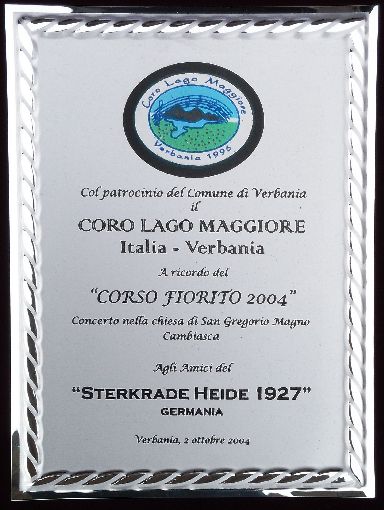 Coro Lago Maggiore
Verbania 1996
Col patrocinio del Comune di Verbania
il
CORO LAGO MAGGIORE
Italia - Verbania
A ricordo del
"CORSO FIORITO 2004"
Concerto nella chiesa di San Gregorio Magno
Cambiasca
Agli Amici del
"STERKRADE HEIDE 1927"
GERMANIA
Verbania, 2 ottobre 2004